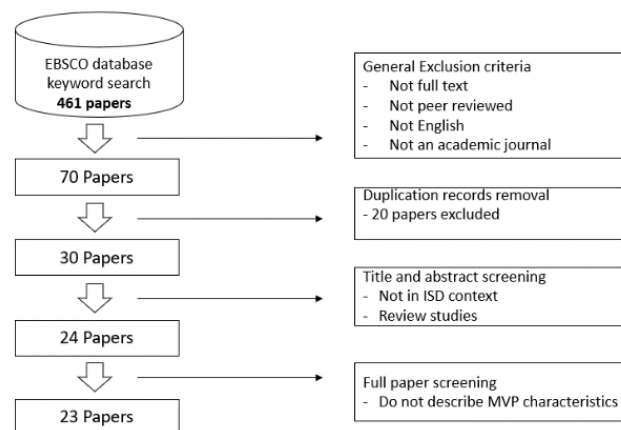 EBSCO database
keyword search
461 papers
General Exclusion criteria
- Not full text
- Not peer reviewed
- Not English
- Not an academic journal
70 Papers
Duplication records removal
- 20 papers excluded
30 Papers
Title and abstract screening
- Not in ISD context
- Review studies
24 Papers
Full paper screening
- Do not describe MVP characteristics
23 Papers